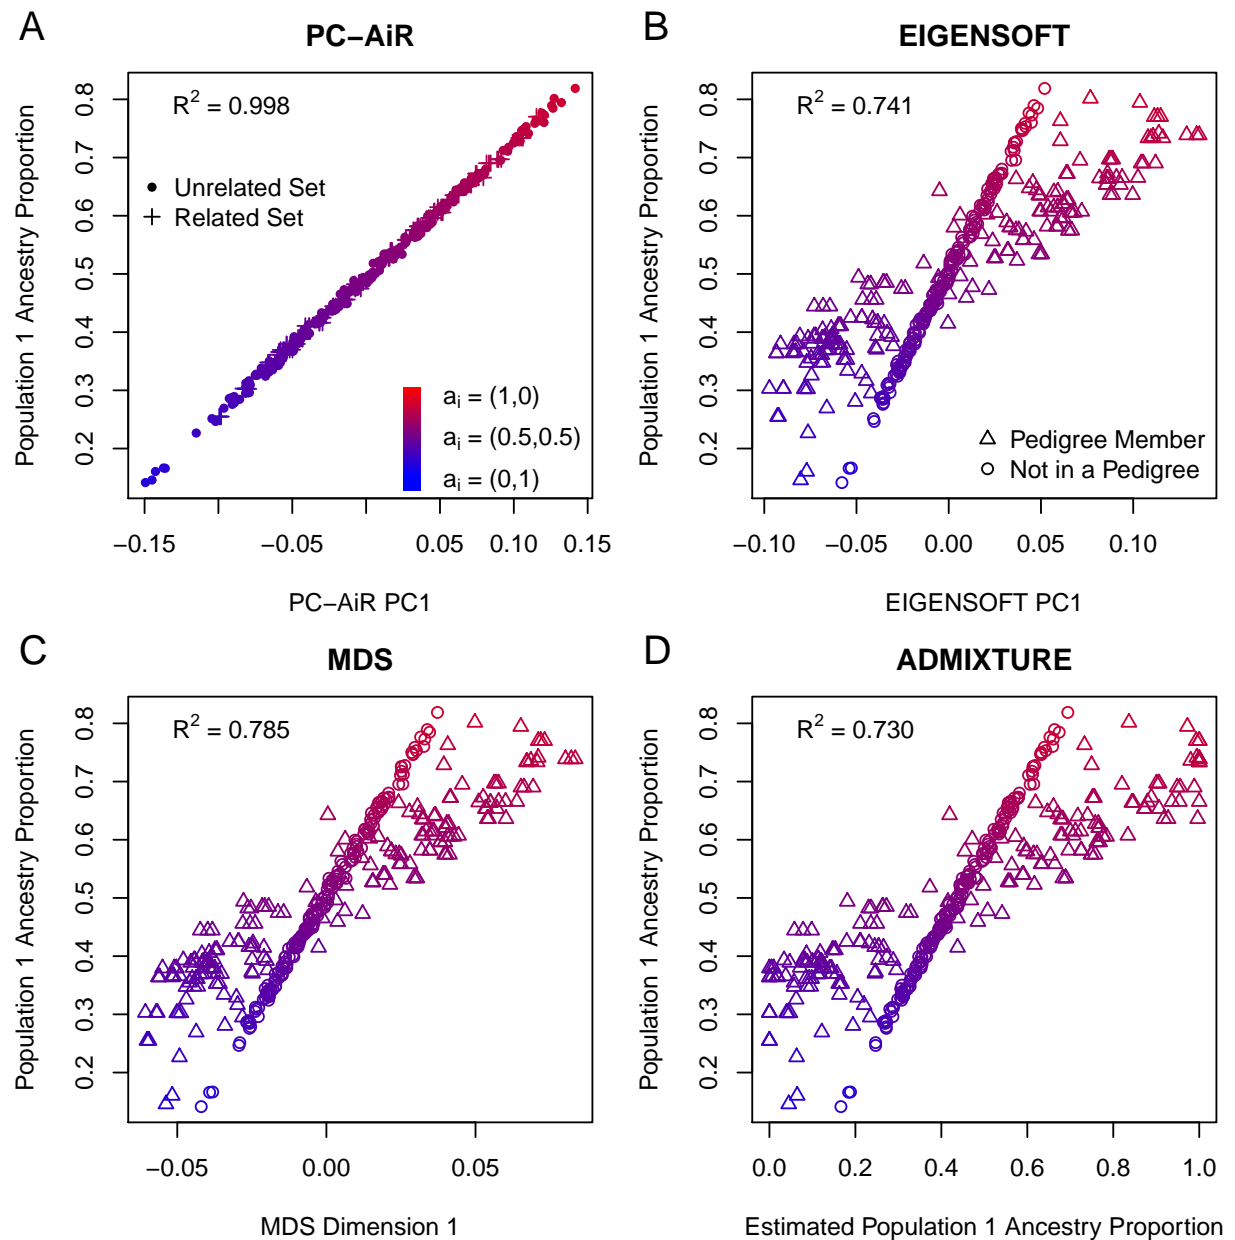 A
PC−AiR
R2 = 0.998
Unrelated Set
Related Set
ai = (1,0)
ai = (0.5,0.5)
ai = (0,1)
0.8
0.7
0.6
0.5
0.4
0.3
0.2
Population 1 Ancestry Proportion
−0.15
−0.05
0.05
0.10
0.15
PC−AiR PC1
B
EIGENSOFT
R2 = 0.741
Pedigree Member
Not in a Pedigree
0.8
0.7
0.6
0.5
0.4
0.3
0.2
Population 1 Ancestry Proportion
−0.10
−0.05
0.00
0.05
0.10
EIGENSOFT PC1
C
MDS
R2 = 0.785
0.8
0.7
0.6
0.5
0.4
0.3
0.2
Population 1 Ancestry Proportion
−0.05
0.00
0.05
MDS Dimension 1
D
ADMIXTURE
R2 = 0.730
0.8
0.7
0.6
0.5
0.4
0.3
0.2
Population 1 Ancestry Proportion
0.0
0.2
0.4
0.6
0.8
1.0
Estimated Population 1 Ancestry Proportion